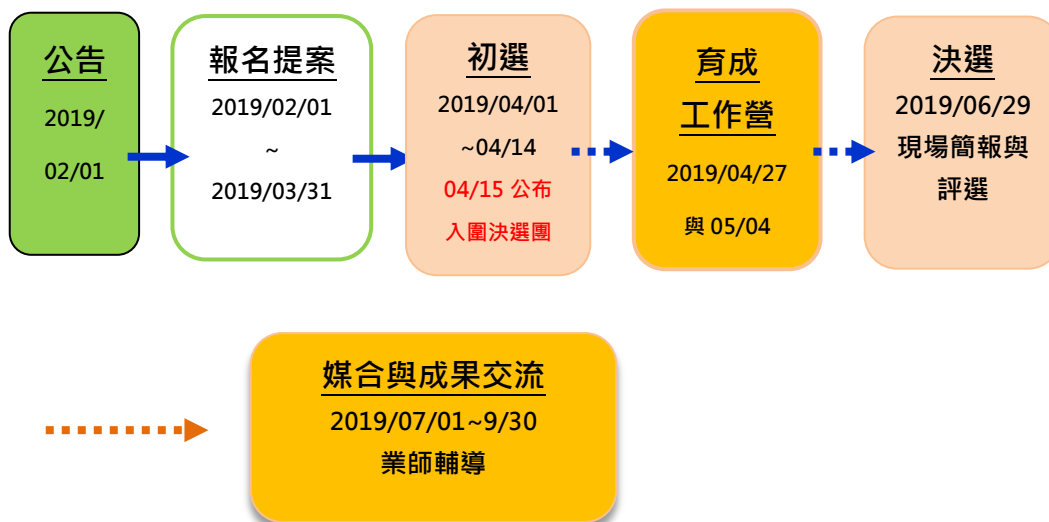 公告
2019/
02/01
報名提案
2019/02/01
~
2019/03/31
初選
2019/04/01
~04/14
04/15 公布
入圍決選團
育成
工作營
2019/04/27
與 05/04
決選
2019/06/29
現場簡報與
評選
媒合與成果交流
2019/07/01~9/30
業師輔導